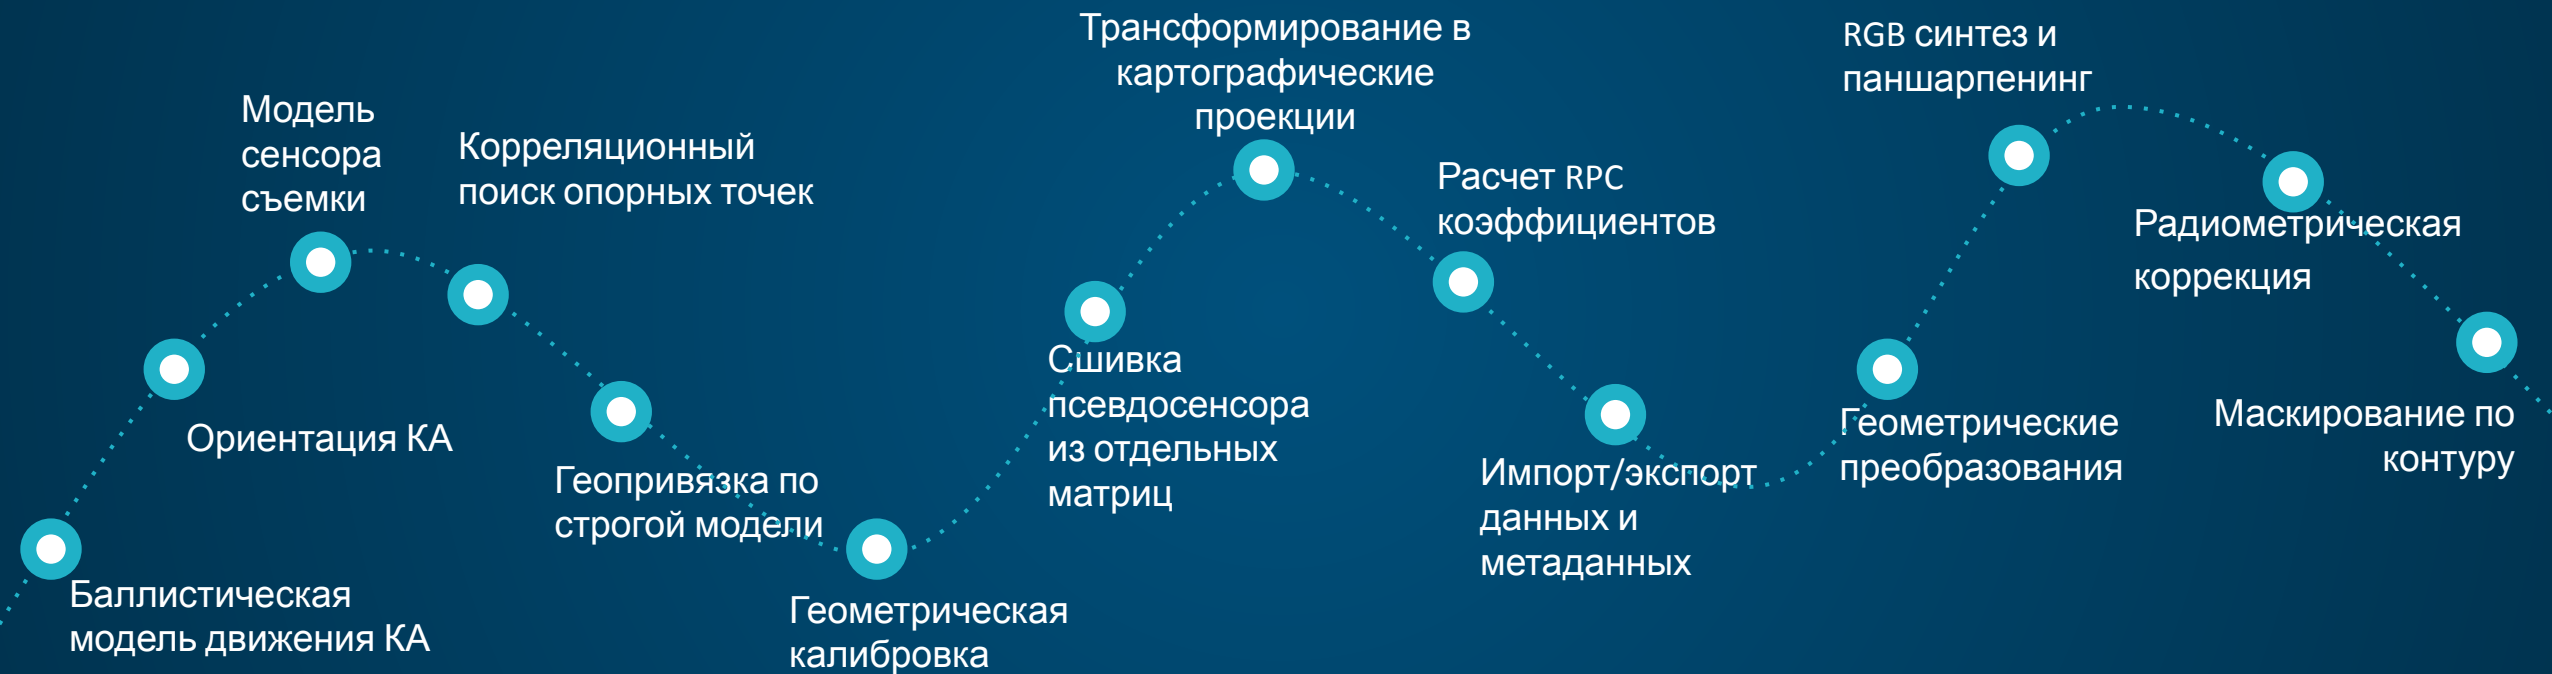 Баллистическая
модель движения КА
Ориентация КА
Модель
сенсора
съемки
Корреляционный
поиск опорных точек
Геопривязка по
строгой модели
Геометрическая
калибровка
Сшивка
псевдосенсора
из отдельных
матриц
Трансформирование в
картографические
проекции
Расчет RPC
коэффициентов
Импорт/экспорт
данных и
метаданных
Геометрические
преобразования
RGB синтез и
паншарпенинг
Радиометрическая
коррекция
Маскирование по
контуру